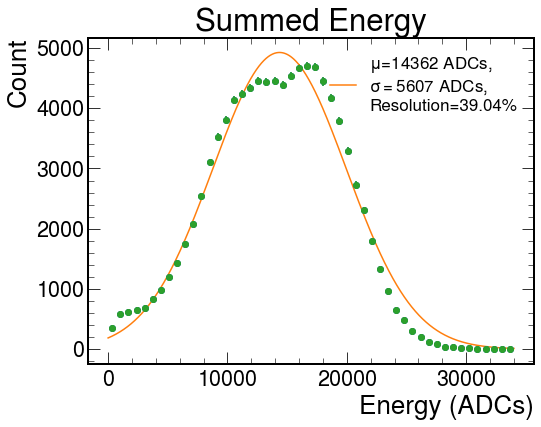 Summed Energy
Count
5000
4000
3000
2000
1000
0
μ=14362 ADCs,
σ = 5607 ADCs,
Resolution=39.04%
0 10000 20000 30000
Energy (ADCs)